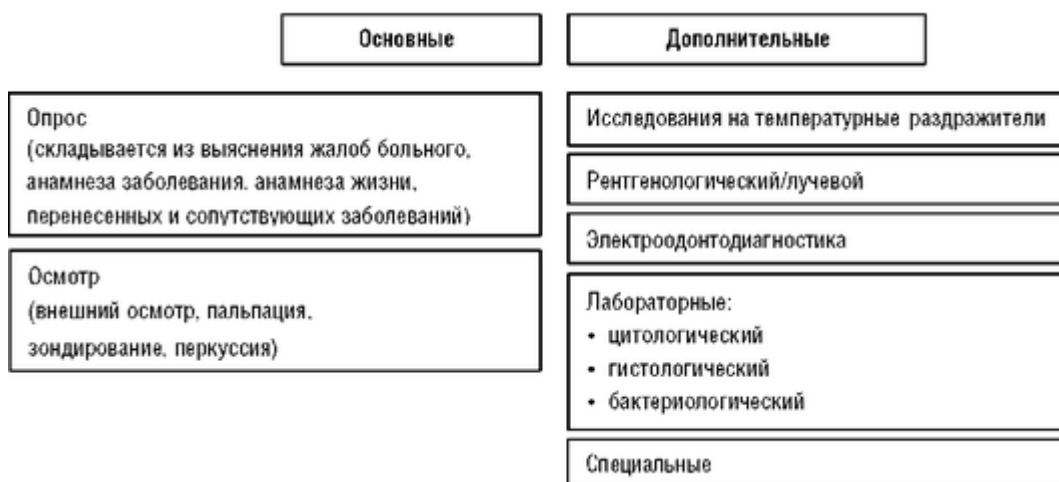 Основные
Дополнительные
Опрос
(складывается из выяснения жалоб больного,
анамнеза заболевания. анамнеза жизни,
перенесенных и сопутствующих заболеваний)
Осмотр
(внешний осмотр, пальпация,
зондирование, перкуссия)
Исследования на температурные раздражители
Рентгенологический/лучевой
Электроодонтодиагностика
Лабораторные:
• цитологический
• гистологический
• бактериологический
Специальные